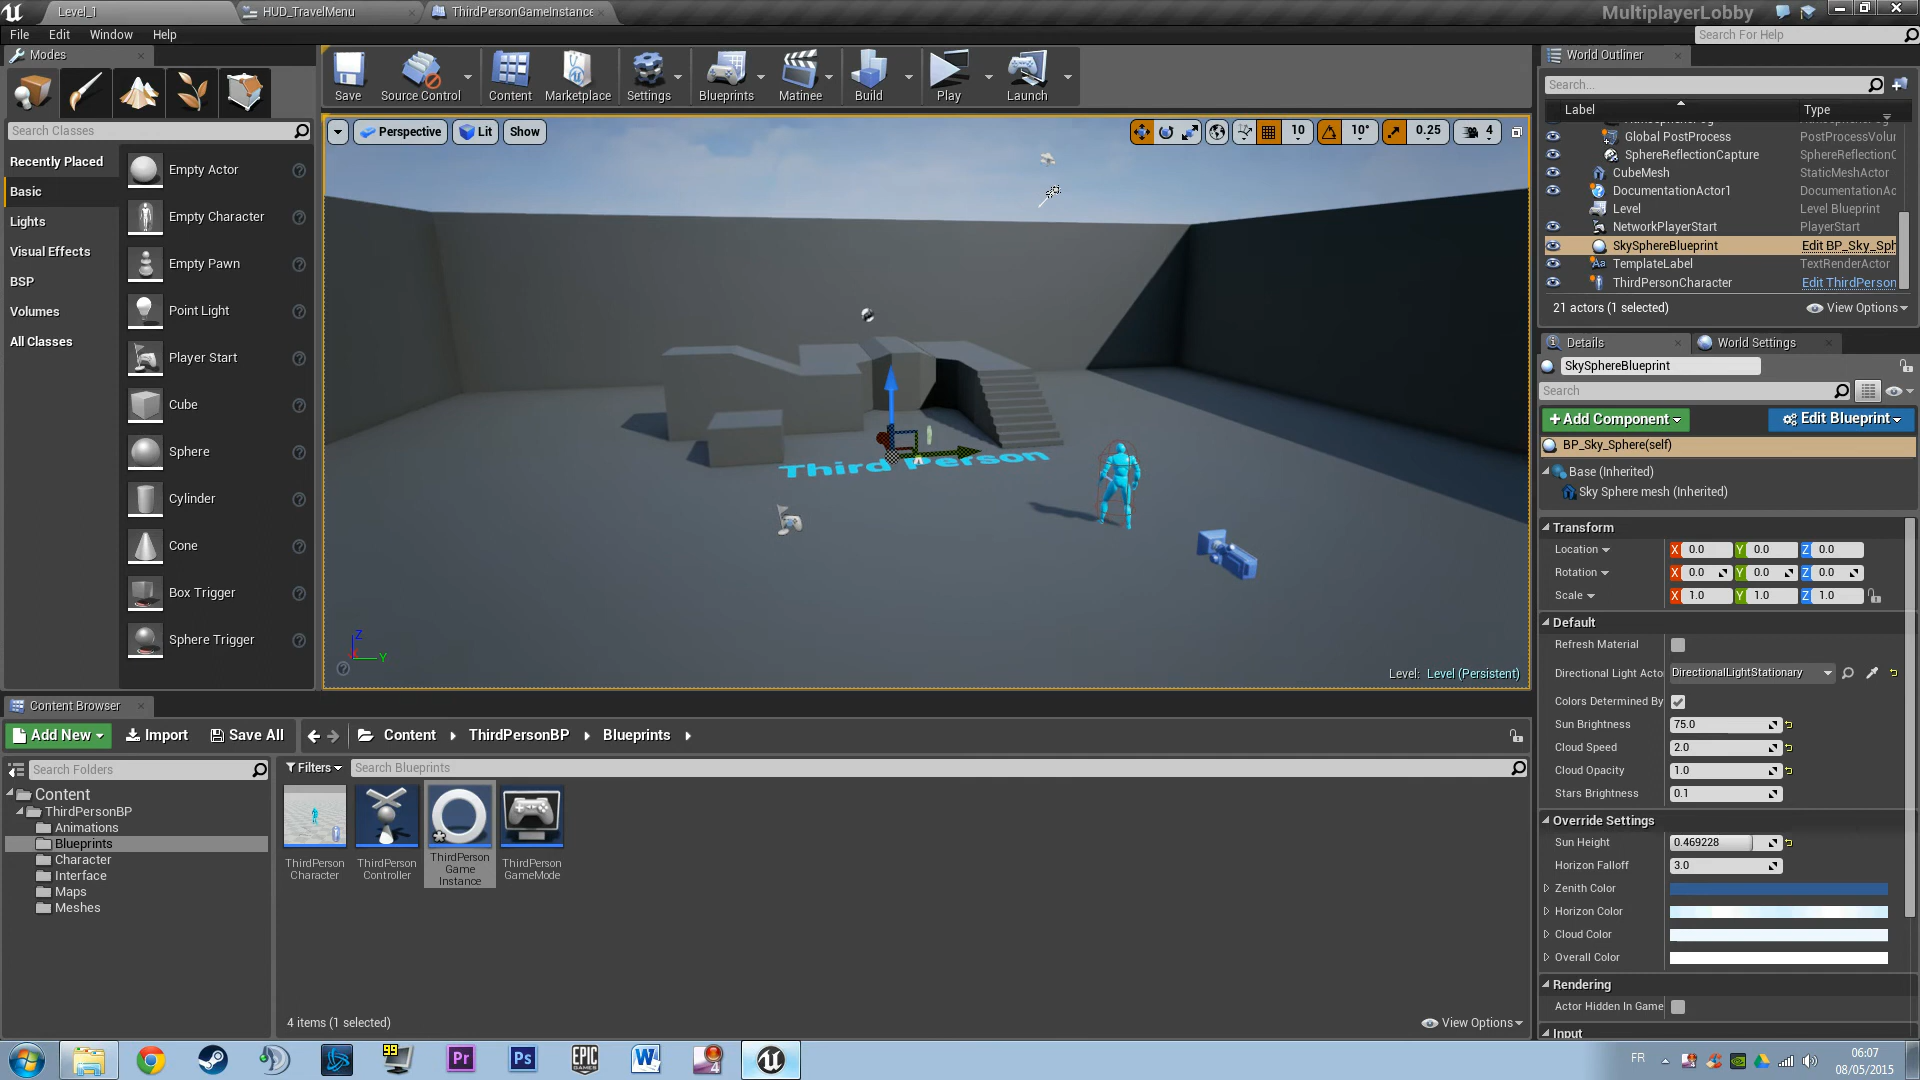 Level_1
HUD_TravelMenu
ThirdPersonGameInstance
MultiplayerLobby
File
Edit
Window
Help
Search For Help
Modes
Save
Source Control
Content
Marketplace
Settings
Blueprints
Matinee
Build
Play
Launch
World Outliner
Search...
Label
Type
Global PostProcess
PostProcessVolur
SphereReflectionCapture
SphereReflectionC
CubeMesh
StaticMeshActor
DocumentationActor1
DocumentationAc
Level
Level Blueprint
NetworkPlayerStart
PlayerStart
SkySphereBlueprint
Edit BP_Sky_Sph
TemplateLabel
TextRenderActor
ThirdPersonCharacter
Edit ThirdPerson
21 actors (1 selected)
View Options
Search Classes
Recently Placed
Basic
Lights
Visual Effects
BSP
Volumes
All Classes
Empty Actor
Empty Character
Empty Pawn
Point Light
Player Start
Cube
Sphere
Cylinder
Cone
Box Trigger
Sphere Trigger
Perspective
Lit
Show
10
10°
0.25
4
Third Person
Z
Y
Level: Level (Persistent)
Details
World Settings
SkySphereBlueprint
Search
+Add Component
Edit Blueprint
BP_Sky_Sphere(self)
Base (Inherited)
Sky Sphere mesh (Inherited)
Transform
Location X 0.0 Y 0.0 Z 0.0
Rotation X 0.0 Y 0.0 Z 0.0
Scale X 1.0 Y 1.0 Z 1.0
Default
Refresh Material
Directional Light Acto DirectionalLightStationary
Colors Determined By
Sun Brightness 75.0
Cloud Speed 2.0
Cloud Opacity 1.0
Stars Brightness 0.1
Override Settings
Sun Height 0.469228
Horizon Falloff 3.0
Zenith Color
Horizon Color
Cloud Color
Overall Color
Rendering
Actor Hidden In Game
Input
Content Browser
Add New
Import
Save All
Content
ThirdPersonBP
Blueprints
Search Folders
Filters
Search Blueprints
Content
ThirdPersonBP
Animations
Blueprints
Character
Interface
Maps
Meshes
ThirdPerson
Character
ThirdPerson
Controller
ThirdPerson
Game
Instance
ThirdPerson
GameMode
4 items (1 selected)
View Options
99
Pr
Ps
EPIC
GAMES
W
4
FR
06:07
08/05/2015